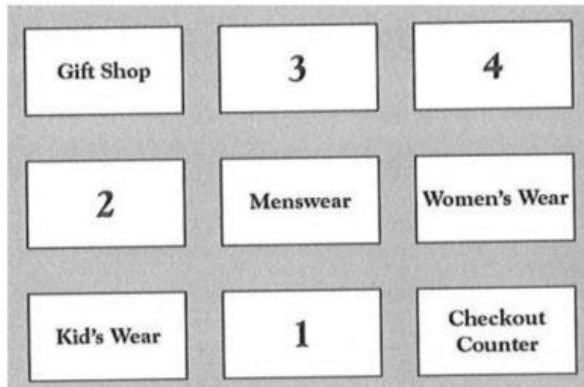 Gift Shop
3
4
2
Menswear
Women's Wear
Kid's Wear
1
Checkout
Counter